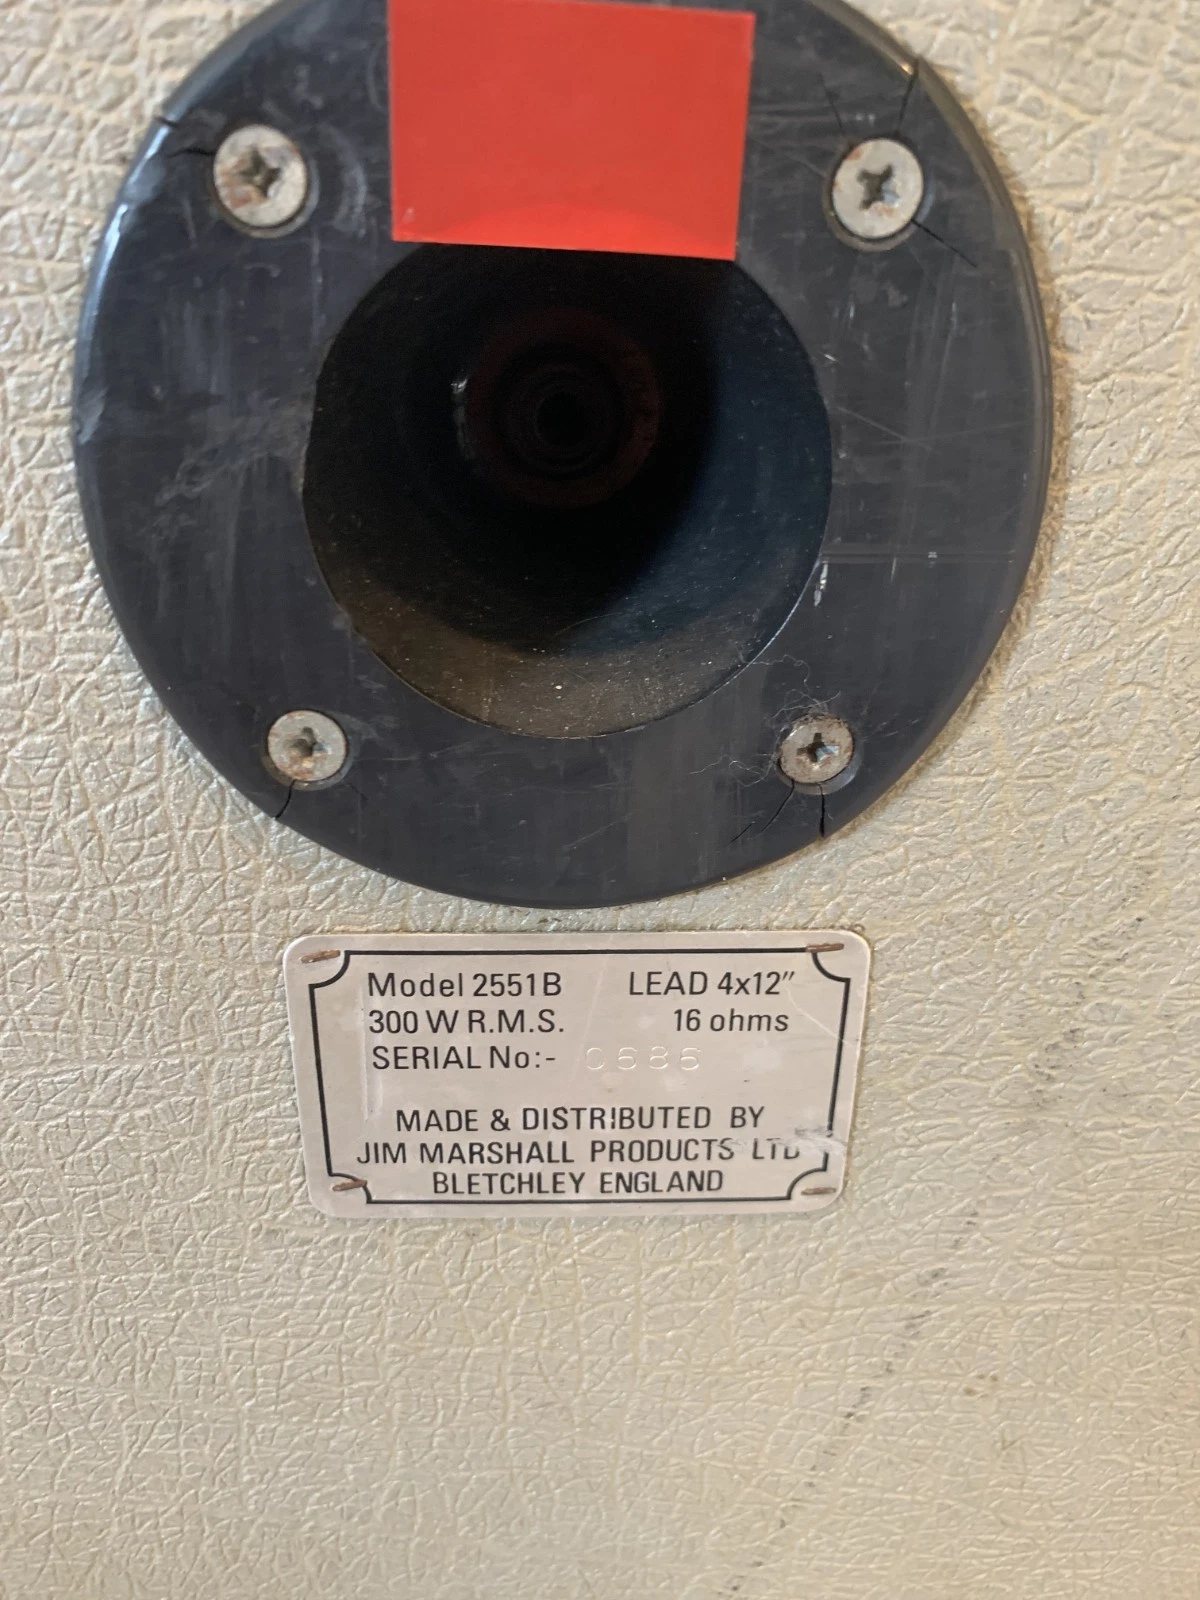 Model 2551B LEAD 4x12"
300 W R.M.S. 16 ohms
SERIAL No:- 0686
MADE & DISTRIBUTED BY
JIM MARSHALL PRODUCTS LTD
BLETCHLEY ENGLAND